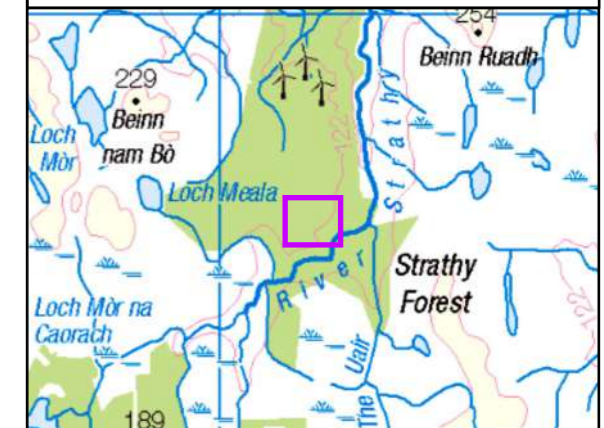 254
Beinn Ruadh
229
Beinn
nam Bò
Loch
Mòr
122
Strathy
Loch Meala
River
Strathy
Forest
Loch Mòr na
Caorach
122
The Uair
189